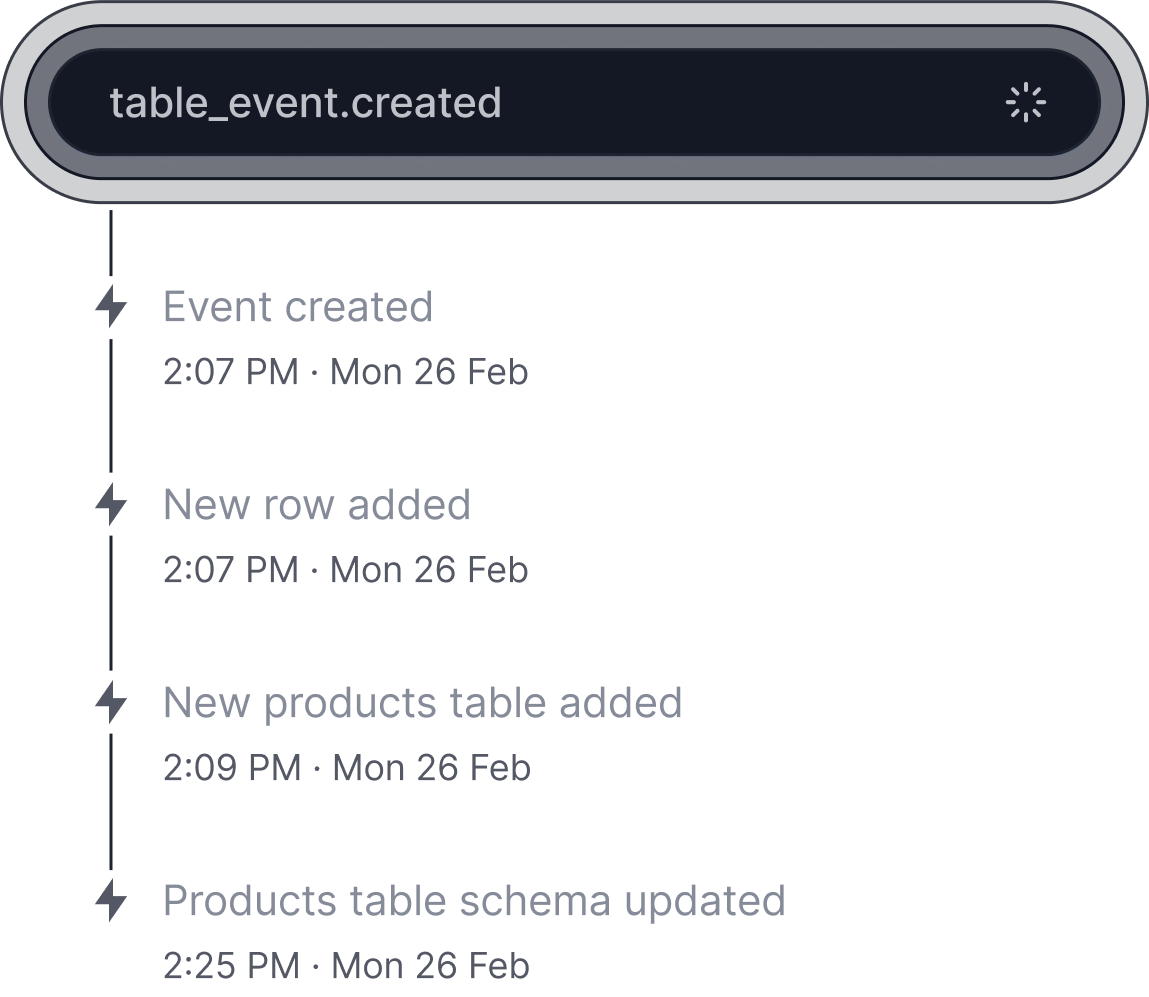 table_event.created
Event created
2:07 PM · Mon 26 Feb
New row added
2:07 PM · Mon 26 Feb
New products table added
2:09 PM · Mon 26 Feb
Products table schema updated
2:25 PM · Mon 26 Feb